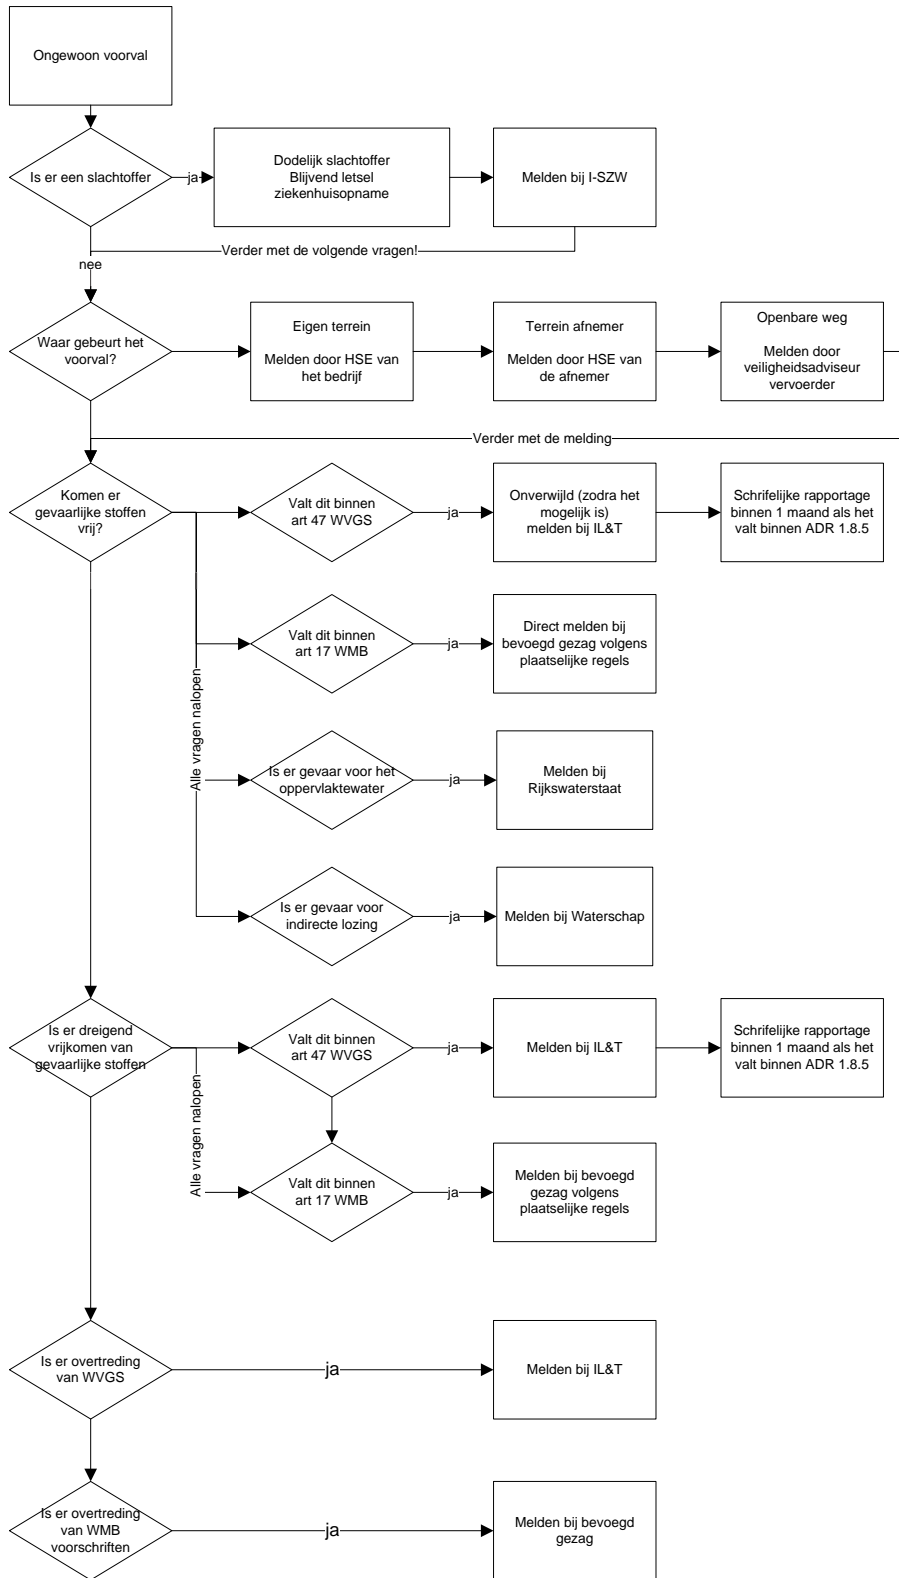 Ongewoon voorval
Is er een slachtoffer
ja
Dodelijk slachtoffer
Blijvend letsel
ziekenhuisopname
Melden bij I-SZW
Verder met de volgende vragen!
nee
Waar gebeurt het
voorval?
Eigen terrein
Melden door HSE van
het bedrijf
Terrein afnemer
Melden door HSE van
de afnemer
Openbare weg
Melden door
veiligheidsadviseur
vervoerder
Verder met de melding
Komen er
gevaarlijke stoffen
vrij?
Alle vragen nalopen
Valt dit binnen
art 47 WVGS
ja
Onverwijld (zodra het
mogelijk is)
melden bij IL&T
Schrifelijke rapportage
binnen 1 maand als het
valt binnen ADR 1.8.5
Valt dit binnen
art 17 WMB
ja
Direct melden bij
bevoegd gezag volgens
plaatselijke regels
Is er gevaar voor het
oppervlaktewater
ja
Melden bij
Rijkswaterstaat
Is er gevaar voor
indirecte lozing
ja
Melden bij Waterschap
Is er dreigend
vrijkomen van
gevaarlijke stoffen
Alle vragen nalopen
Valt dit binnen
art 47 WVGS
ja
Melden bij IL&T
Schrifelijke rapportage
binnen 1 maand als het
valt binnen ADR 1.8.5
Valt dit binnen
art 17 WMB
ja
Melden bij bevoegd
gezag volgens
plaatselijke regels
Is er overtreding
van WVGS
ja
Melden bij IL&T
Is er overtreding
van WMB
voorschriften
ja
Melden bij bevoegd
gezag